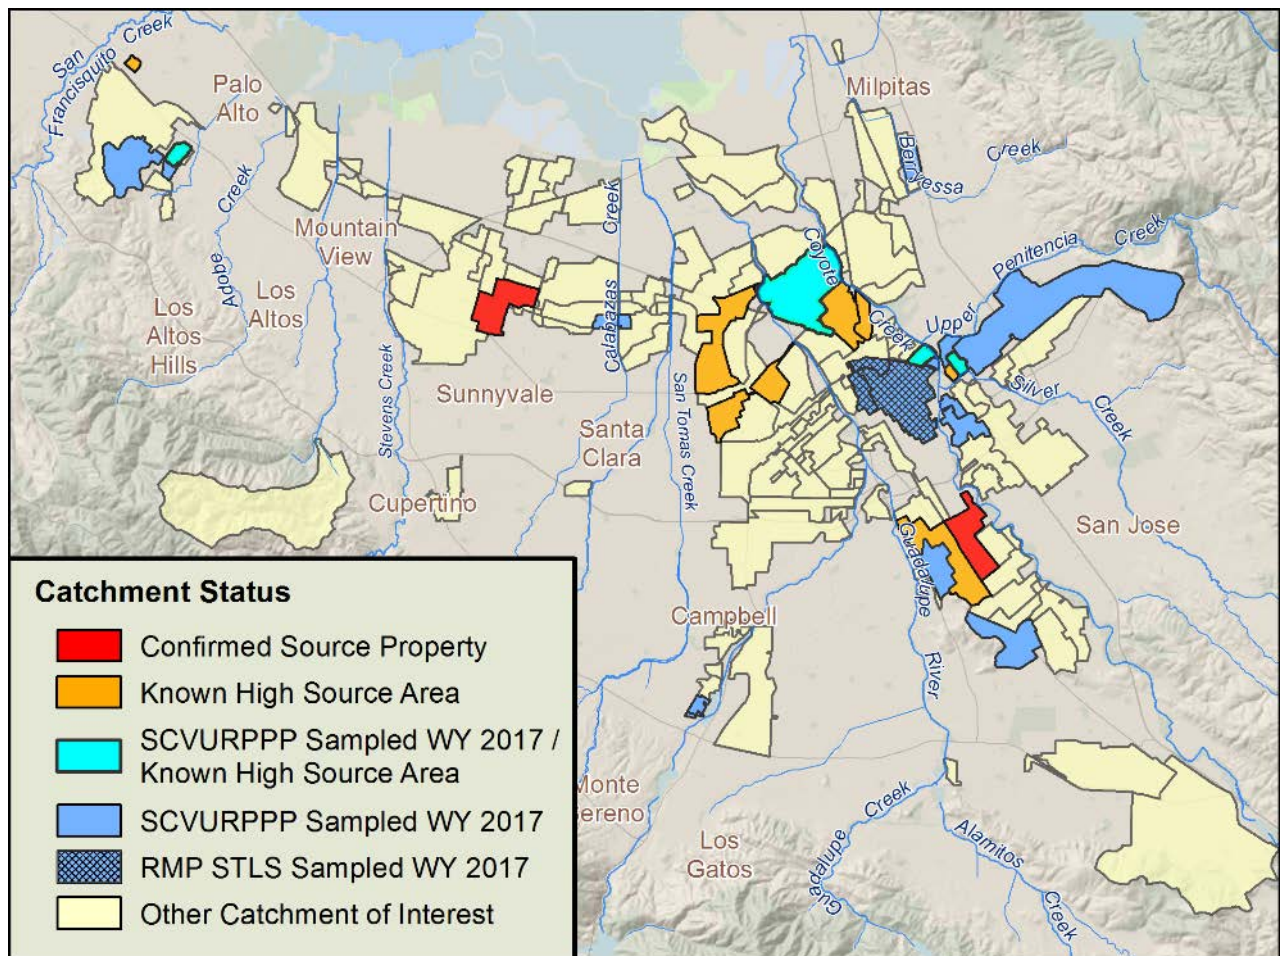 San
Francisquito Creek
Palo
Alto
Milpitas
Berryessa
Creek
Adobe Creek
Mountain
View
Calabazas Creek
Coyote
Creek
Upper Penitencia Creek
Los
Altos
Hills
Los
Altos
Stevens Creek
Sunnyvale
San Tomas Creek
Silver
Creek
Santa
Clara
Cupertino
San Jose
Guadalupe
River
Campbell
Monte
Sereno
Los
Gatos
Guadalupe Creek
Alamitos
Creek
Catchment Status
Confirmed Source Property
Known High Source Area
SCVURPPP Sampled WY 2017 /
Known High Source Area
SCVURPPP Sampled WY 2017
RMP STLS Sampled WY 2017
Other Catchment of Interest